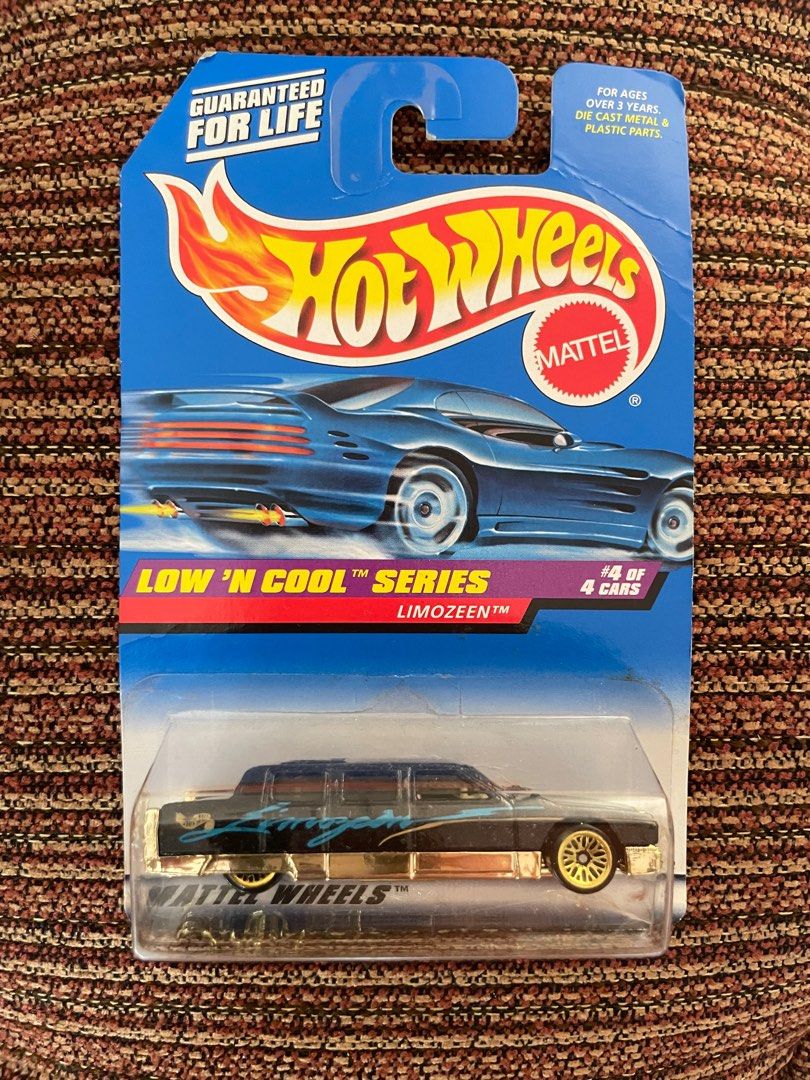 GUARANTEED
FOR LIFE
FOR AGES
OVER 3 YEARS.
DIE CAST METAL &
PLASTIC PARTS.
HOT WHEELS
MATTEL
®
LOW 'N COOL™ SERIES
#4 OF
4 CARS
LIMOZEEN™
Limozeen
MATTEL WHEELS™